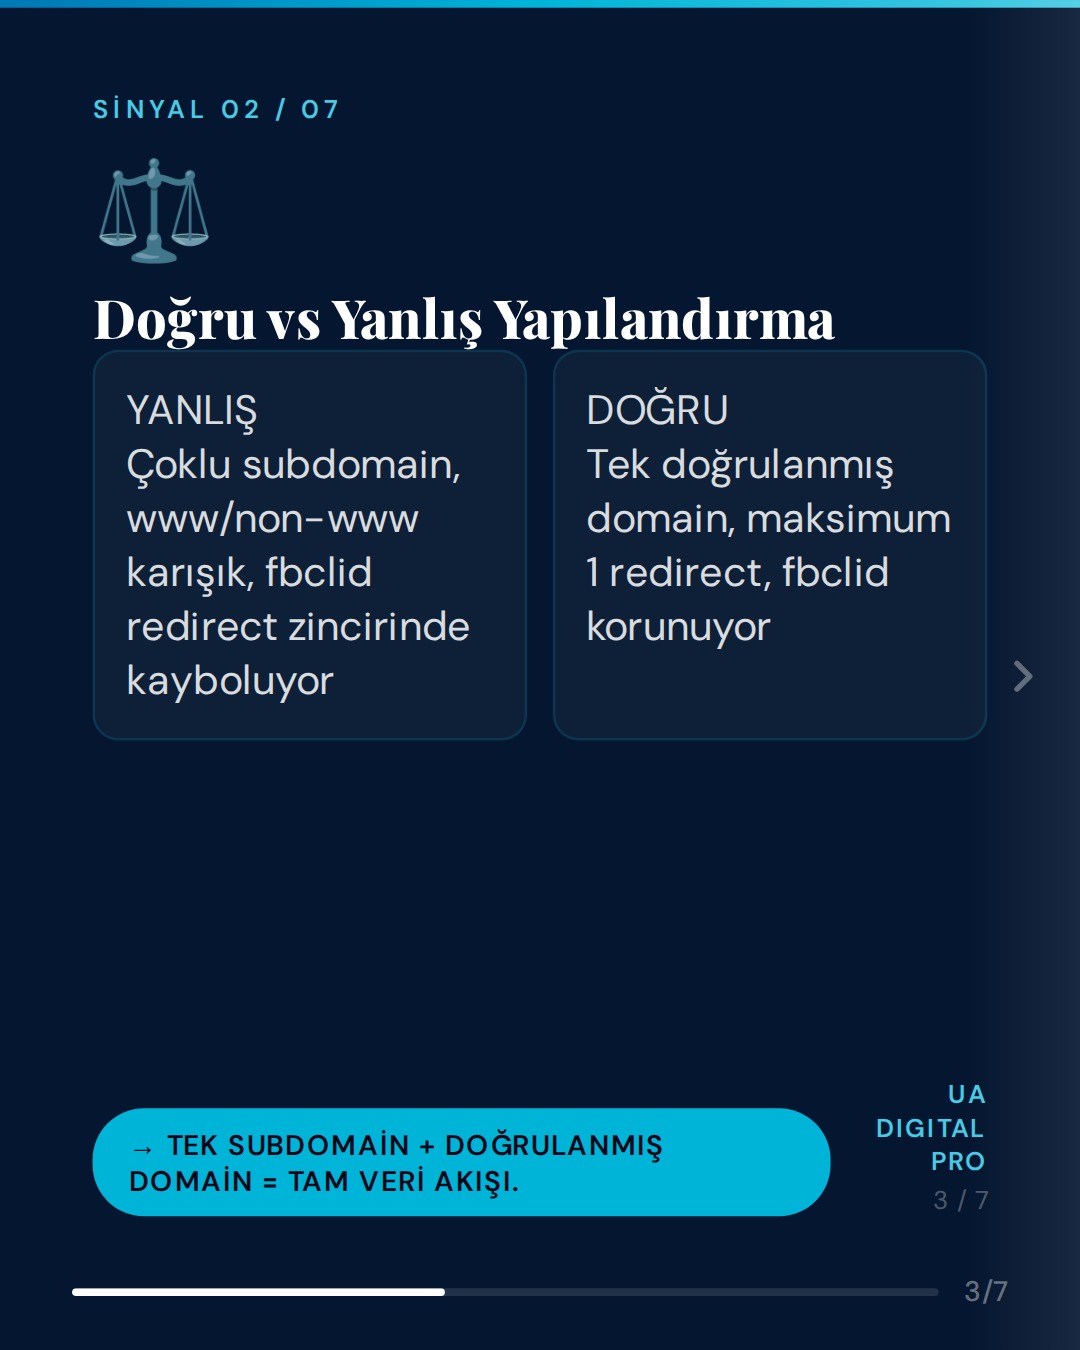 SİNYAL 02 / 07
Doğru vs Yanlış Yapılandırma
YANLIŞ
Çoklu subdomain,
www/non-www
karışık, fbclid
redirect zincirinde
kayboluyor
DOĞRU
Tek doğrulanmış
domain, maksimum
1 redirect, fbclid
korunuyor
→ TEK SUBDOMAİN + DOĞRULANMIŞ
DOMAİN = TAM VERİ AKIŞI.
UA
DIGITAL
PRO
3 / 7
3/7